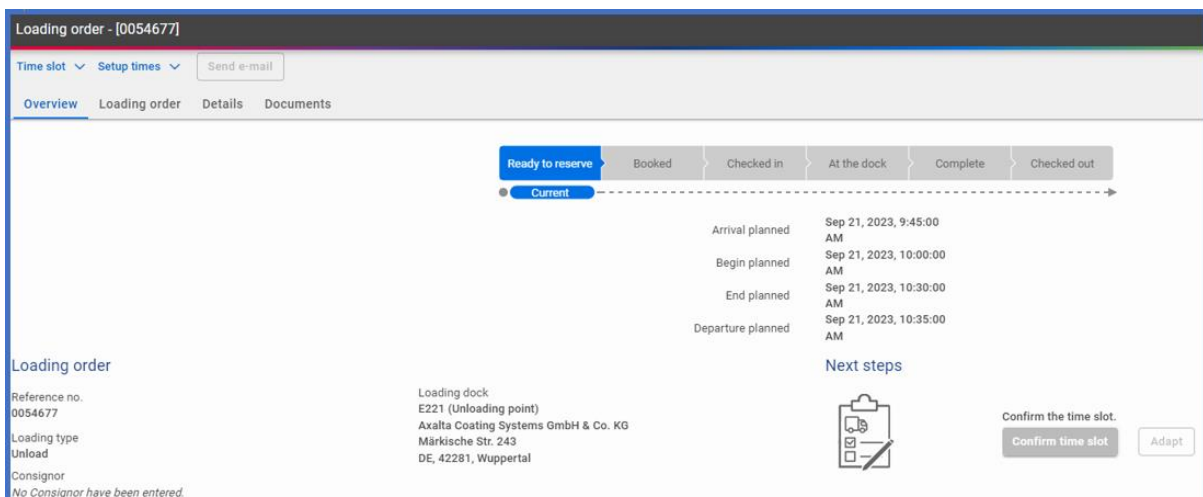 Loading order - [0054677]
Time slot Setup times Send e-mail
Overview Loading order Details Documents
Ready to reserve Booked Checked in At the dock Complete Checked out
Current
Arrival planned Sep 21, 2023, 9:45:00
AM
Begin planned Sep 21, 2023, 10:00:00
AM
End planned Sep 21, 2023, 10:30:00
AM
Departure planned Sep 21, 2023, 10:35:00
AM
Loading order
Reference no.
0054677
Loading type
Unload
Consignor
No Consignor have been entered.
Loading dock
E221 (Unloading point)
Axalta Coating Systems GmbH & Co. KG
Märkische Str. 243
DE, 42281, Wuppertal
Next steps
Confirm the time slot.
Confirm time slot Adapt